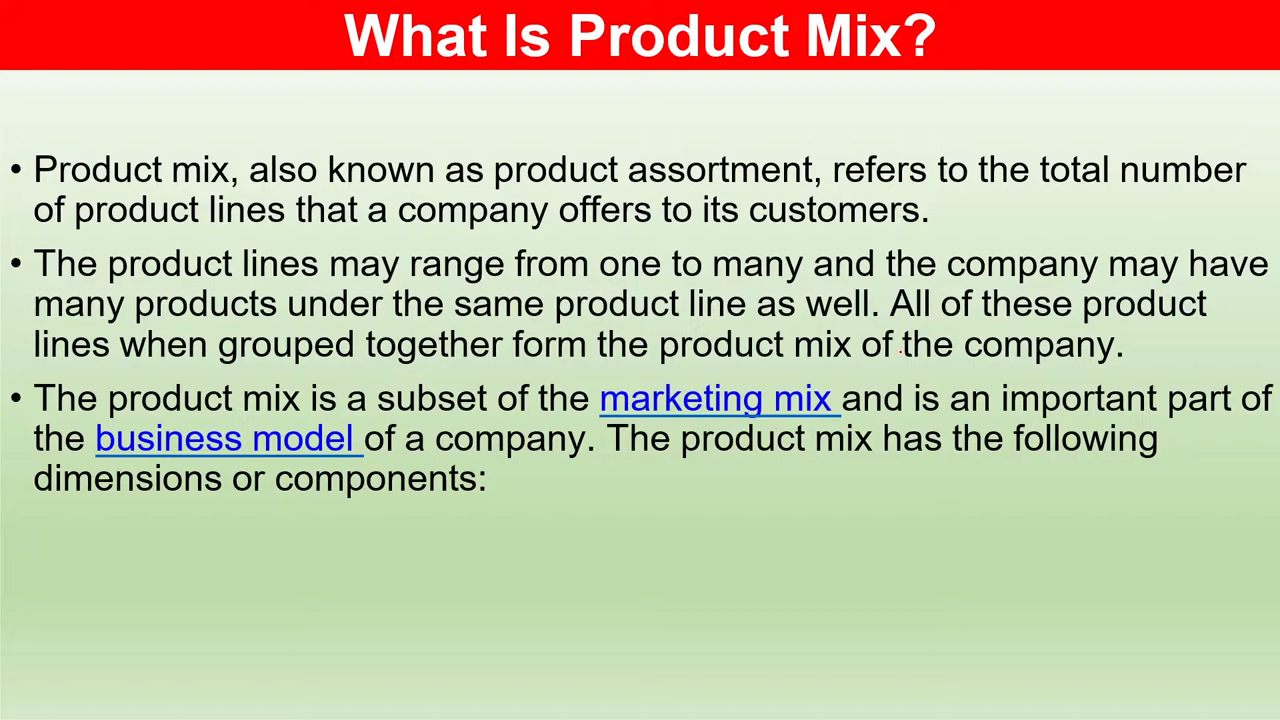 What Is Product Mix?
• Product mix, also known as product assortment, refers to the total number
of product lines that a company offers to its customers.
• The product lines may range from one to many and the company may have
many products under the same product line as well. All of these product
lines when grouped together form the product mix of the company.
• The product mix is a subset of the marketing mix and is an important part of
the business model of a company. The product mix has the following
dimensions or components: